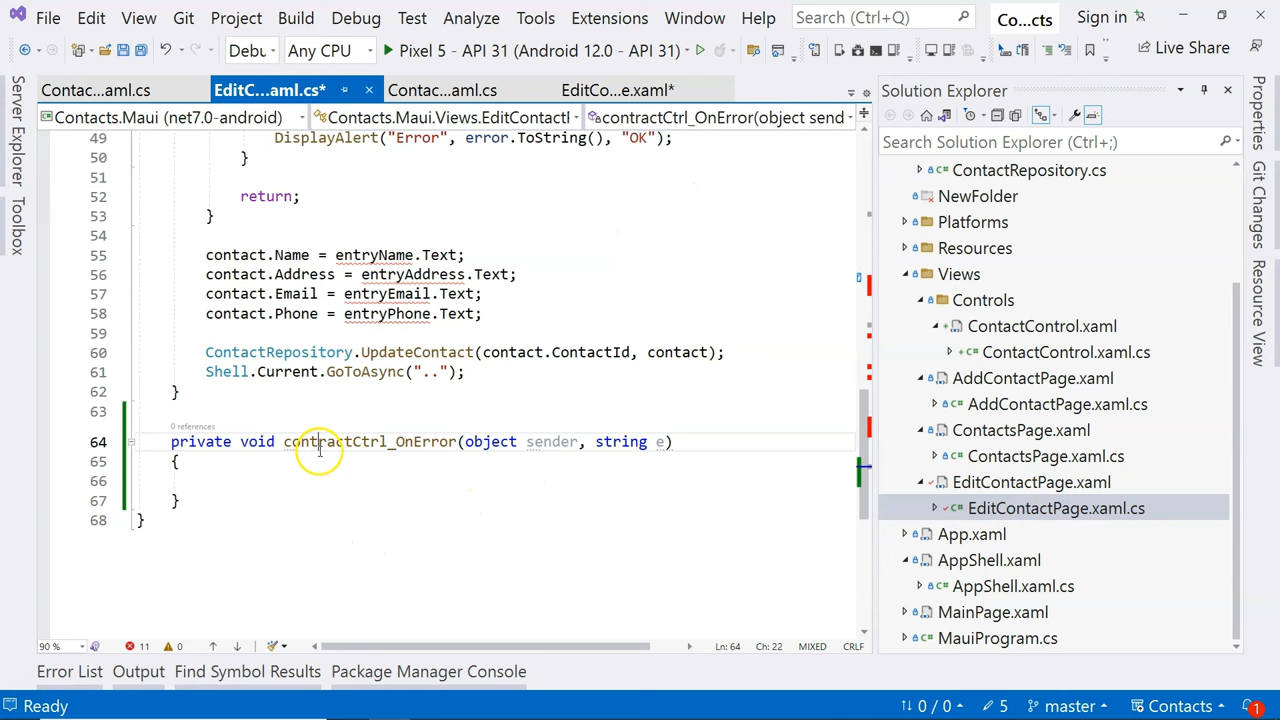 File Edit View Git Project Build Debug Test Analyze Tools Extensions Window Help Search (Ctrl+Q) Co...cts Sign in
Debu Any CPU Pixel 5 - API 31 (Android 12.0 - API 31) Live Share
Contac...aml.cs EditC...aml.cs* Contac...aml.cs EditCo...e.xaml*
Contacts.Maui (net7.0-android) Contacts.Maui.Views.EditContactF contractCtrl_OnError(object send
49 DisplayAlert("Error", error.ToString(), "OK");
50 }
51
52 return;
53 }
54
55 contact.Name = entryName.Text;
56 contact.Address = entryAddress.Text;
57 contact.Email = entryEmail.Text;
58 contact.Phone = entryPhone.Text;
59
60 ContactRepository.UpdateContact(contact.ContactId, contact);
61 Shell.Current.GoToAsync("..");
62 }
63
0 references
64 private void contractCtrl_OnError(object sender, string e)
65 {
66
67 }
68 }
90 % 11 0 Ln: 64 Ch: 22 MIXED CRLF
Server Explorer
Toolbox
Solution Explorer
Search Solution Explorer (Ctrl+;)
C# ContactRepository.cs
NewFolder
Platforms
Resources
Views
Controls
ContactControl.xaml
C# ContactControl.xaml.cs
AddContactPage.xaml
C# AddContactPage.xaml.cs
ContactsPage.xaml
C# ContactsPage.xaml.cs
EditContactPage.xaml
C# EditContactPage.xaml.cs
App.xaml
AppShell.xaml
C# AppShell.xaml.cs
MainPage.xaml
C# MauiProgram.cs
Properties
Git Changes
Resource View
Error List Output Find Symbol Results Package Manager Console
Ready 0 / 0 5 master Contacts 1